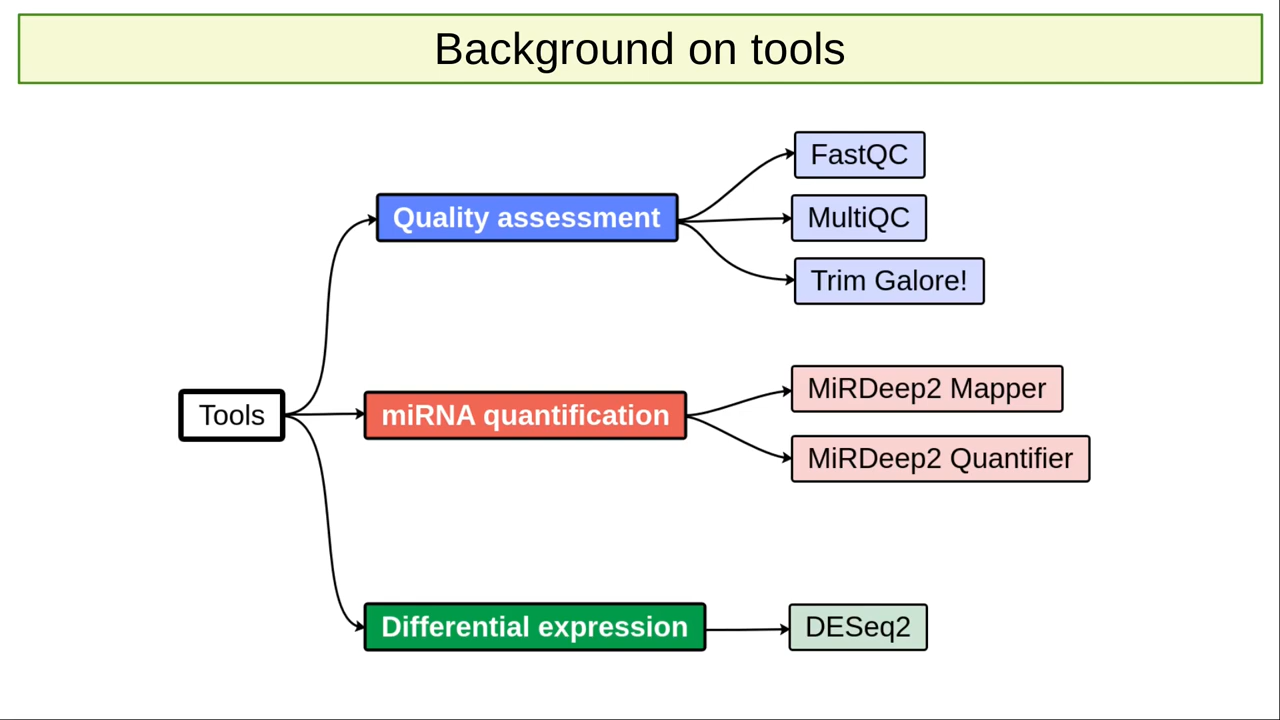 Background on tools
FastQC
Quality assessment
MultiQC
Trim Galore!
MiRDeep2 Mapper
Tools
miRNA quantification
MiRDeep2 Quantifier
Differential expression
DESeq2